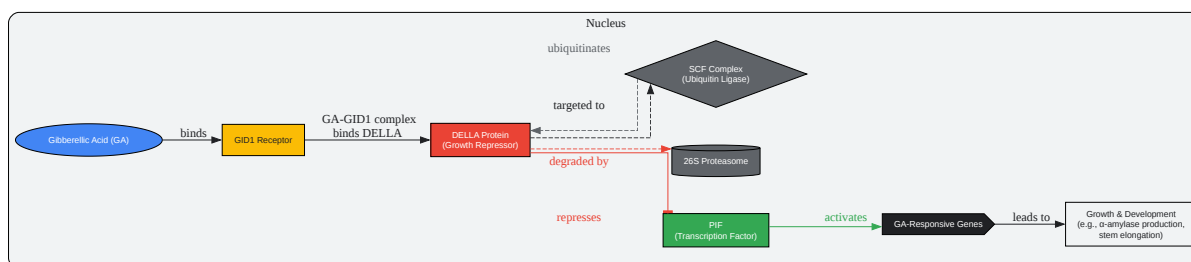 Nucleus
ubiquitinates
SCF Complex
(Ubiquitin Ligase)
targeted to
Gibberellic Acid (GA)
binds
GID1 Receptor
GA-GID1 complex
binds DELLA
DELLA Protein
(Growth Repressor)
degraded by
26S Proteasome
represses
PIF
(Transcription Factor)
activates
GA-Responsive Genes
leads to
Growth & Development
(e.g., α-amylase production,
stem elongation)